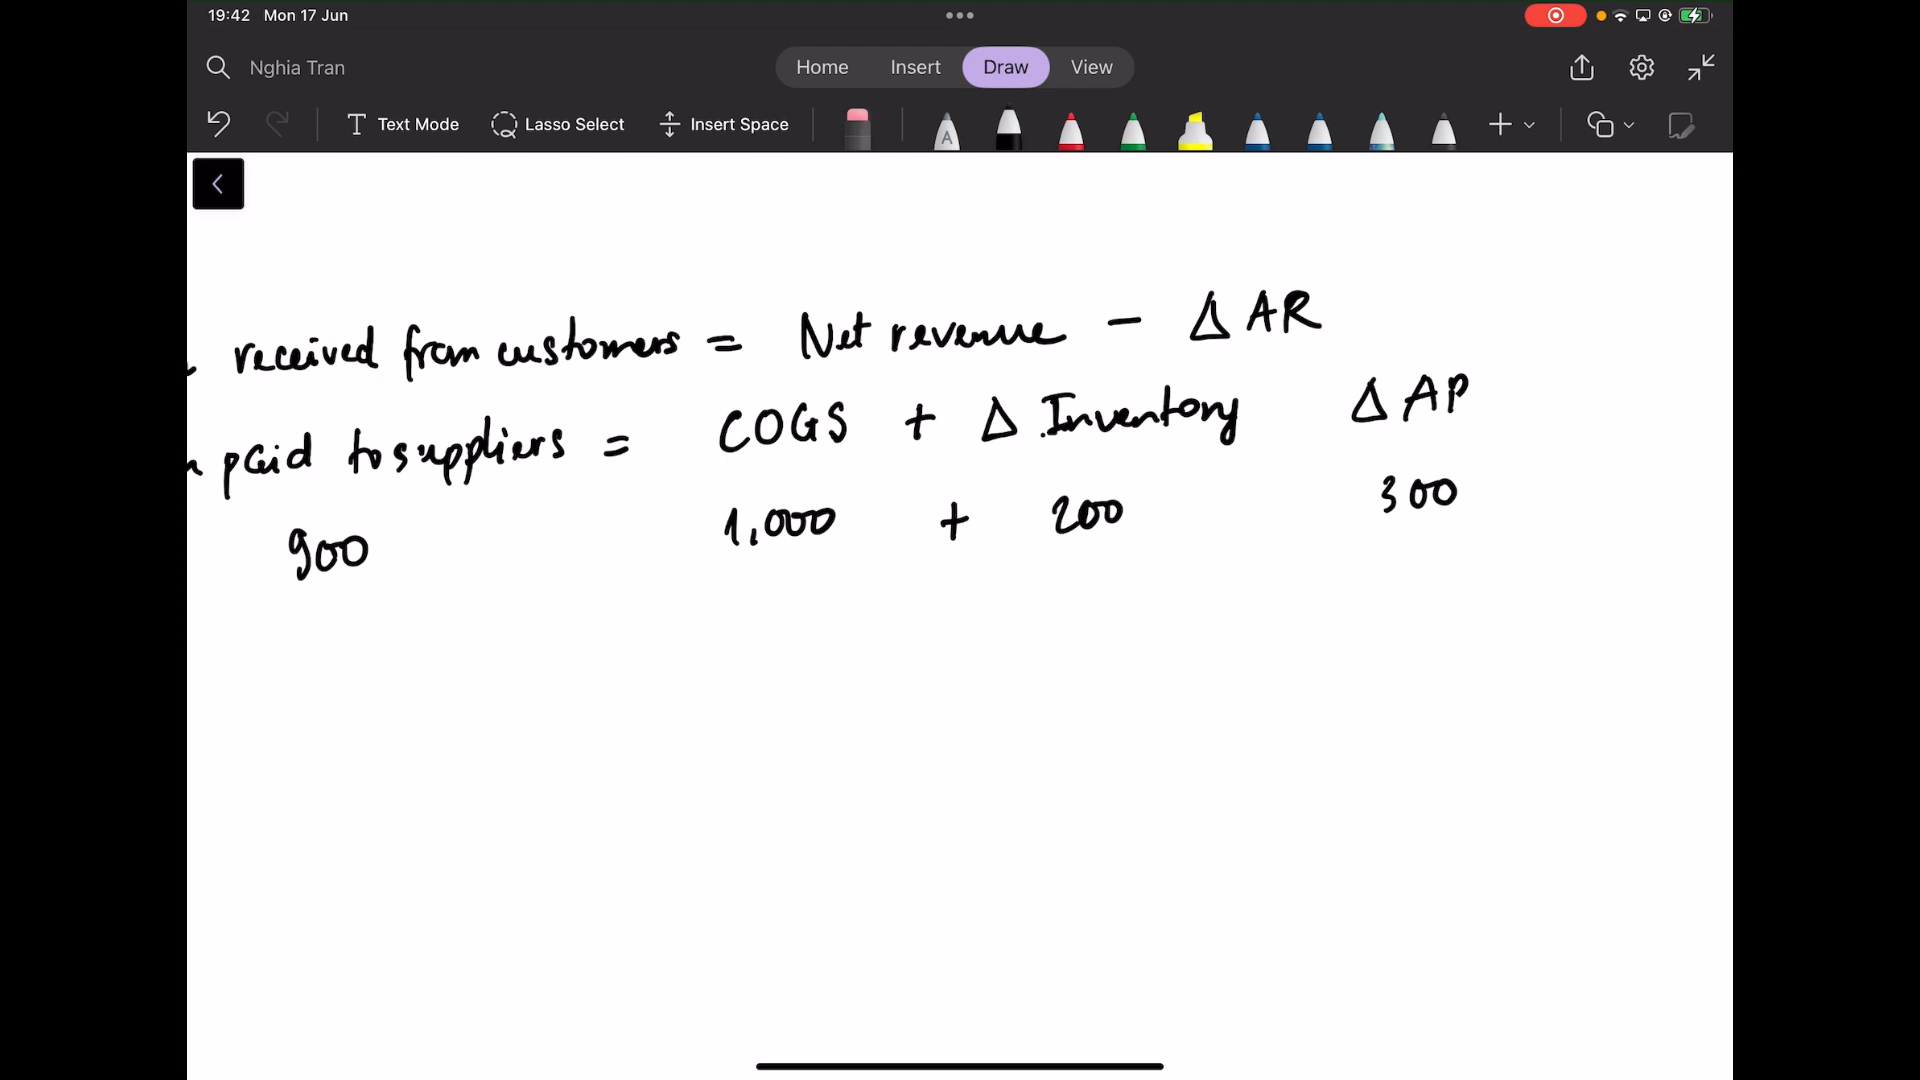 19:42 Mon 17 Jun
Nghia Tran
Home Insert Draw View
Text Mode Lasso Select Insert Space
A
received from customers = Net revenue - Δ AR
paid to suppliers = COGS + Δ Inventory Δ AP
900 1,000 + 200 300